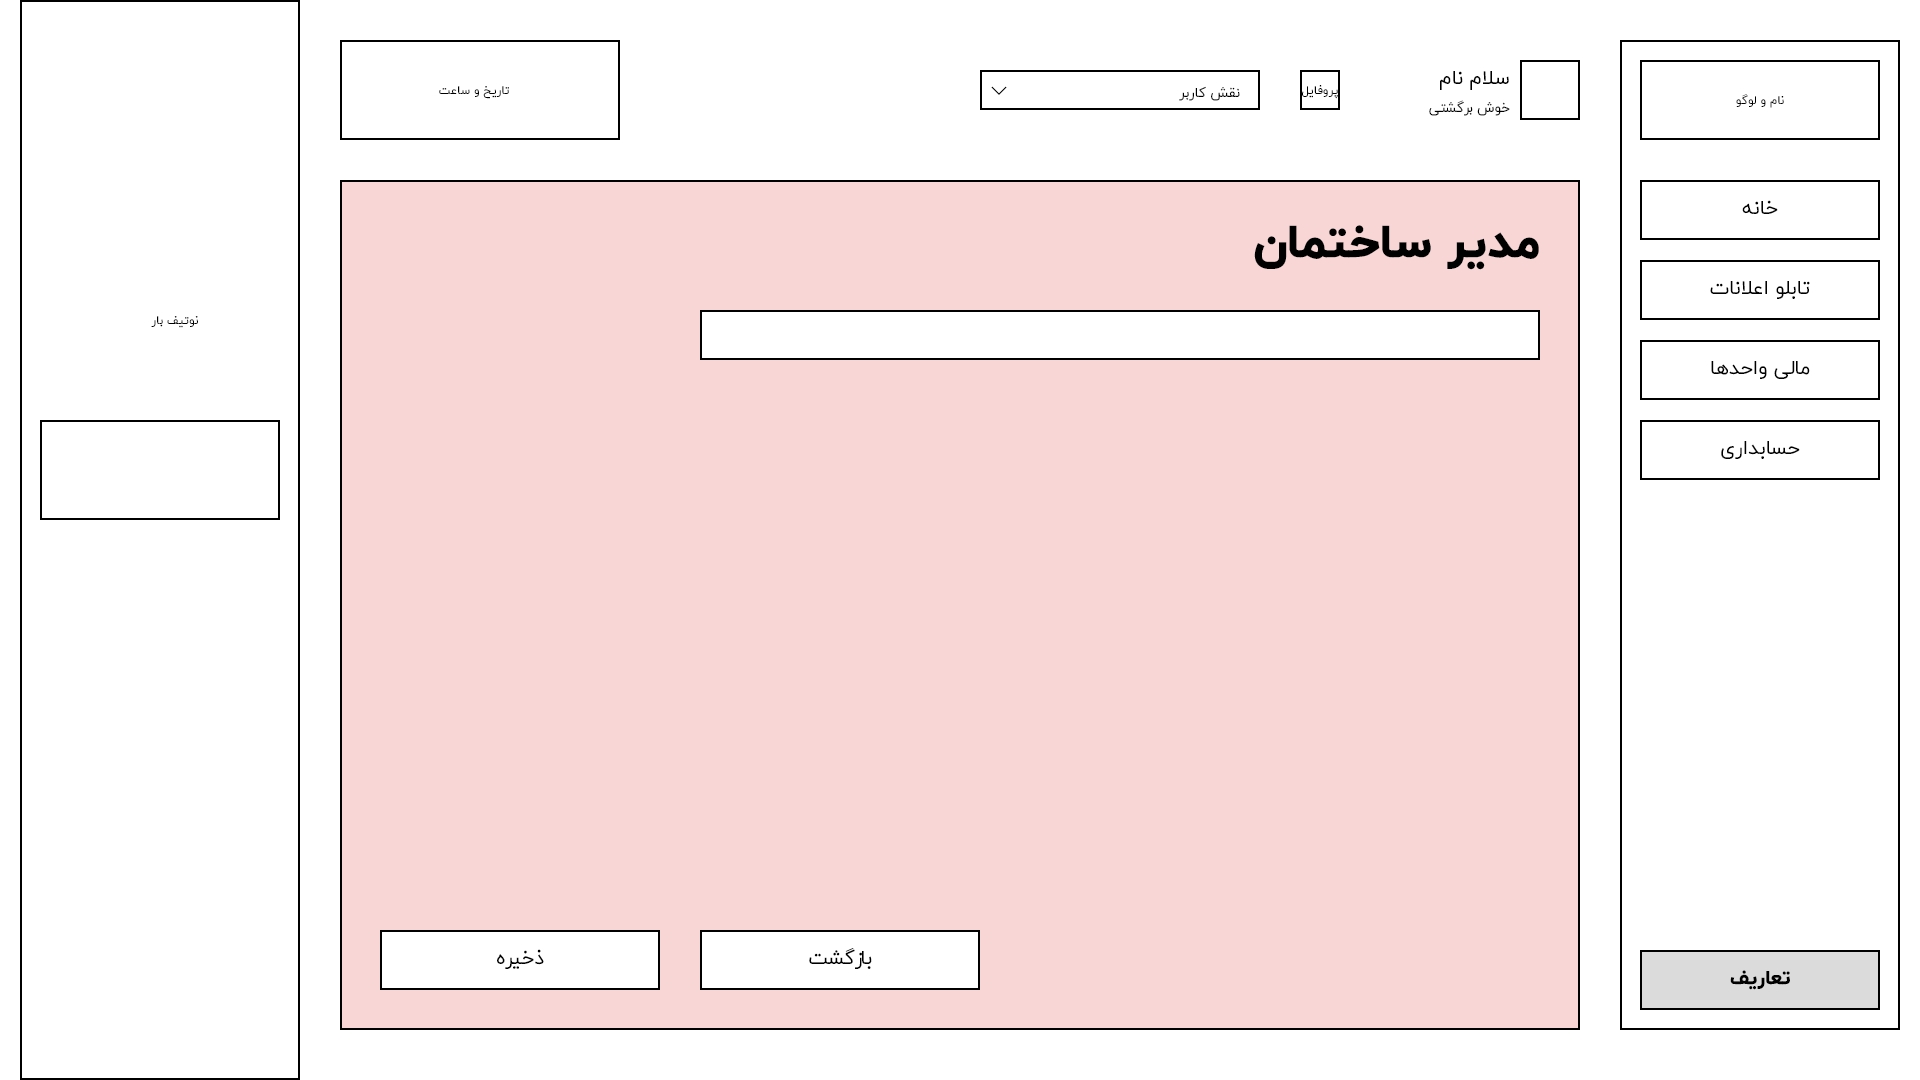 نام و لوگو
خانه
تابلو اعلانات
مالی واحدها
حسابداری
تعاریف
سلام نام
خوش برگشتی
پروفایل
نقش کاربر
تاریخ و ساعت
مدیر ساختمان
بازگشت
ذخیره
نوتیف بار